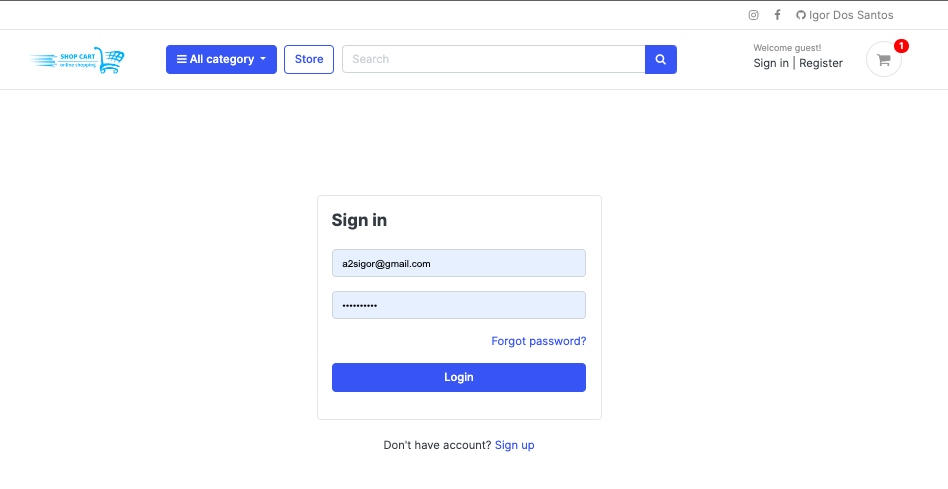 Igor Dos Santos
SHOP CART
online shopping
All category
Store
Search
Welcome guest!
Sign in | Register
1
Sign in
a2sigor@gmail.com
••••••••••
Forgot password?
Login
Don't have account? Sign up